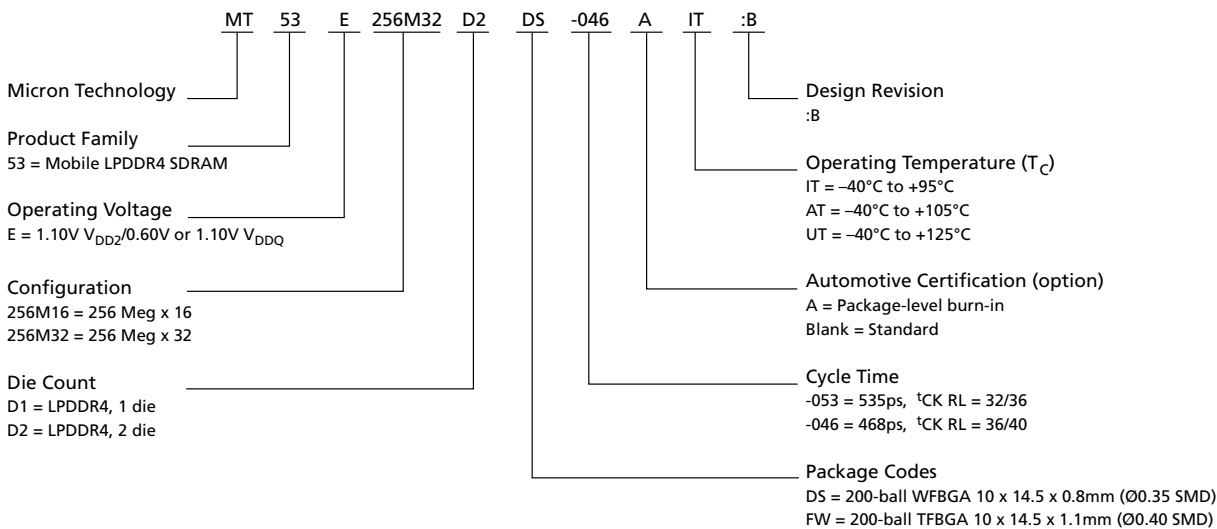 MT 53 E 256M32 D2 DS -046 A IT :B
Micron Technology
Product Family
53 = Mobile LPDDR4 SDRAM
Operating Voltage
E = 1.10V VDD2/0.60V or 1.10V VDDQ
Configuration
256M16 = 256 Meg x 16
256M32 = 256 Meg x 32
Die Count
D1 = LPDDR4, 1 die
D2 = LPDDR4, 2 die
Design Revision
:B
Operating Temperature (TC)
IT = –40°C to +95°C
AT = –40°C to +105°C
UT = –40°C to +125°C
Automotive Certification (option)
A = Package-level burn-in
Blank = Standard
Cycle Time
-053 = 535ps, tCK RL = 32/36
-046 = 468ps, tCK RL = 36/40
Package Codes
DS = 200-ball WFBGA 10 x 14.5 x 0.8mm (Ø0.35 SMD)
FW = 200-ball TFBGA 10 x 14.5 x 1.1mm (Ø0.40 SMD)